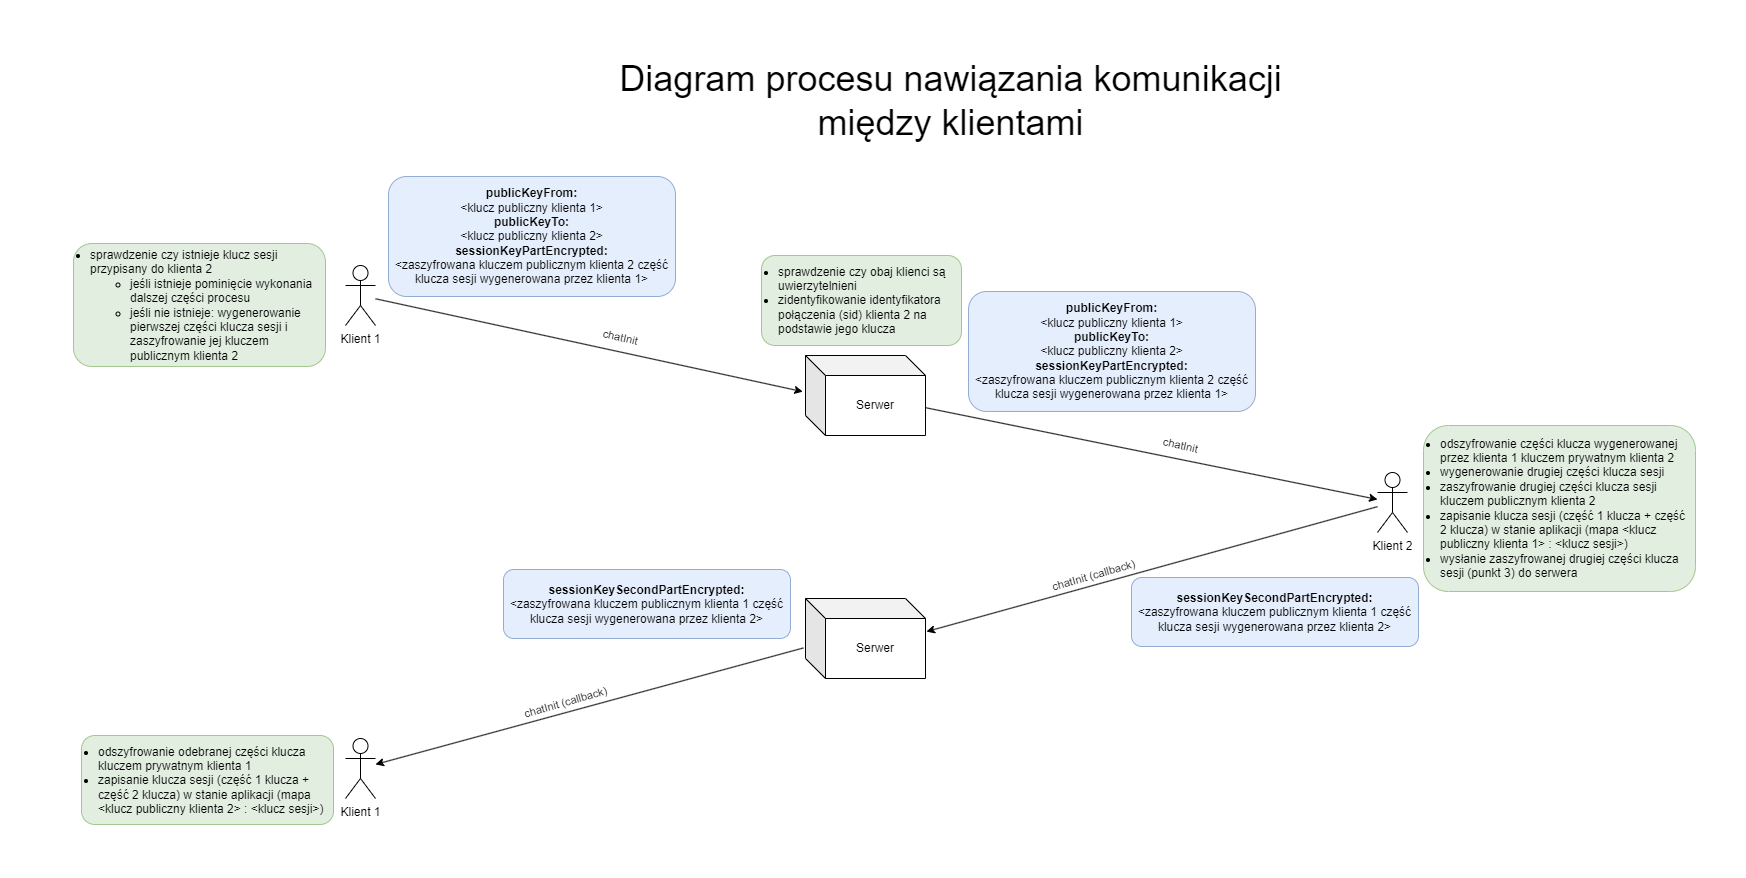 Diagram procesu nawiązania komunikacji
między klientami
publicKeyFrom:
<klucz publiczny klienta 1>
publicKeyTo:
<klucz publiczny klienta 2>
sessionKeyPartEncrypted:
<zaszyfrowana kluczem publicznym klienta 2 część
klucza sesji wygenerowana przez klienta 1>
sprawdzenie czy istnieje klucz sesji
przypisany do klienta 2
jeśli istnieje pominięcie wykonania
dalszej części procesu
jeśli nie istnieje: wygenerowanie
pierwszej części klucza sesji i
zaszyfrowanie jej kluczem
publicznym klienta 2
Klient 1
chatInit
sprawdzenie czy obaj klienci są
uwierzytelnieni
zidentyfikowanie identyfikatora
połączenia (sid) klienta 2 na
podstawie jego klucza
Serwer
publicKeyFrom:
<klucz publiczny klienta 1>
publicKeyTo:
<klucz publiczny klienta 2>
sessionKeyPartEncrypted:
<zaszyfrowana kluczem publicznym klienta 2 część
klucza sesji wygenerowana przez klienta 1>
chatInit
Klient 2
odszyfrowanie części klucza wygenerowanej
przez klienta 1 kluczem prywatnym klienta 2
wygenerowanie drugiej części klucza sesji
zaszyfrowanie drugiej części klucza sesji
kluczem publicznym klienta 2
zapisanie klucza sesji (część 1 klucza + część
2 klucza) w stanie aplikacji (mapa <klucz
publiczny klienta 1> : <klucz sesji>)
wysłanie zaszyfrowanej drugiej części klucza
sesji (punkt 3) do serwera
chatInit (callback)
sessionKeySecondPartEncrypted:
<zaszyfrowana kluczem publicznym klienta 1 część
klucza sesji wygenerowana przez klienta 2>
Serwer
sessionKeySecondPartEncrypted:
<zaszyfrowana kluczem publicznym klienta 1 część
klucza sesji wygenerowana przez klienta 2>
chatInit (callback)
odszyfrowanie odebranej części klucza
kluczem prywatnym klienta 1
zapisanie klucza sesji (część 1 klucza +
część 2 klucza) w stanie aplikacji (mapa
<klucz publiczny klienta 2> : <klucz sesji>)
Klient 1